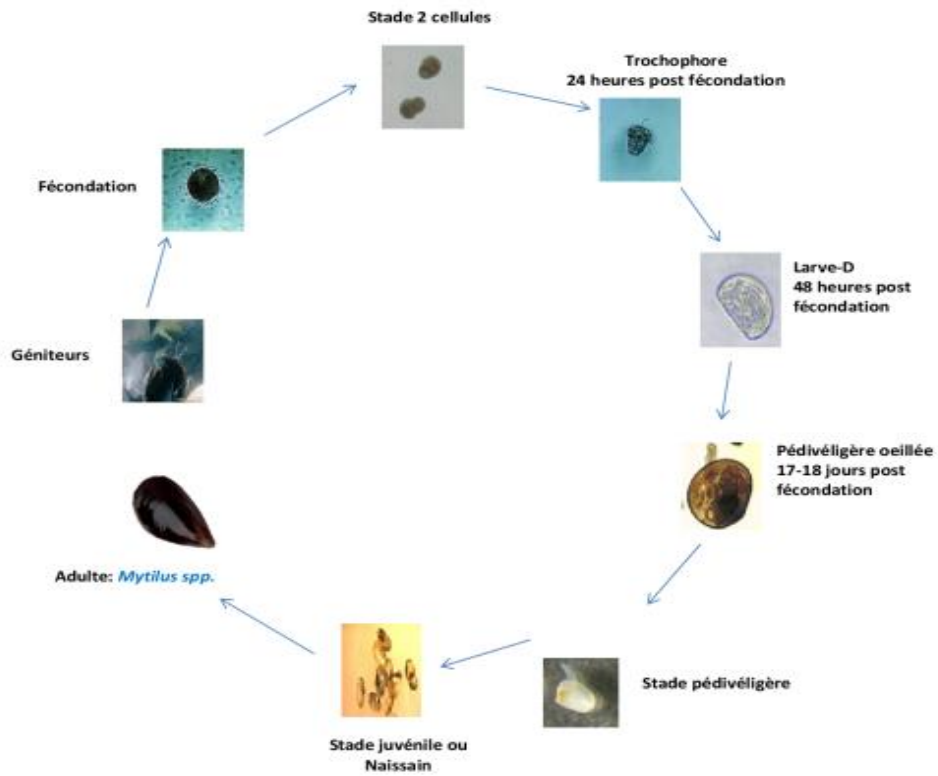 Stade 2 cellules
Trochophore
24 heures post fécondation
Fécondation
Larve-D
48 heures post
fécondation
Géniteurs
Pédivéligère oeillée
17-18 jours post
fécondation
Adulte: Mytilus spp.
Stade pédivéligère
Stade juvénile ou
Naissain